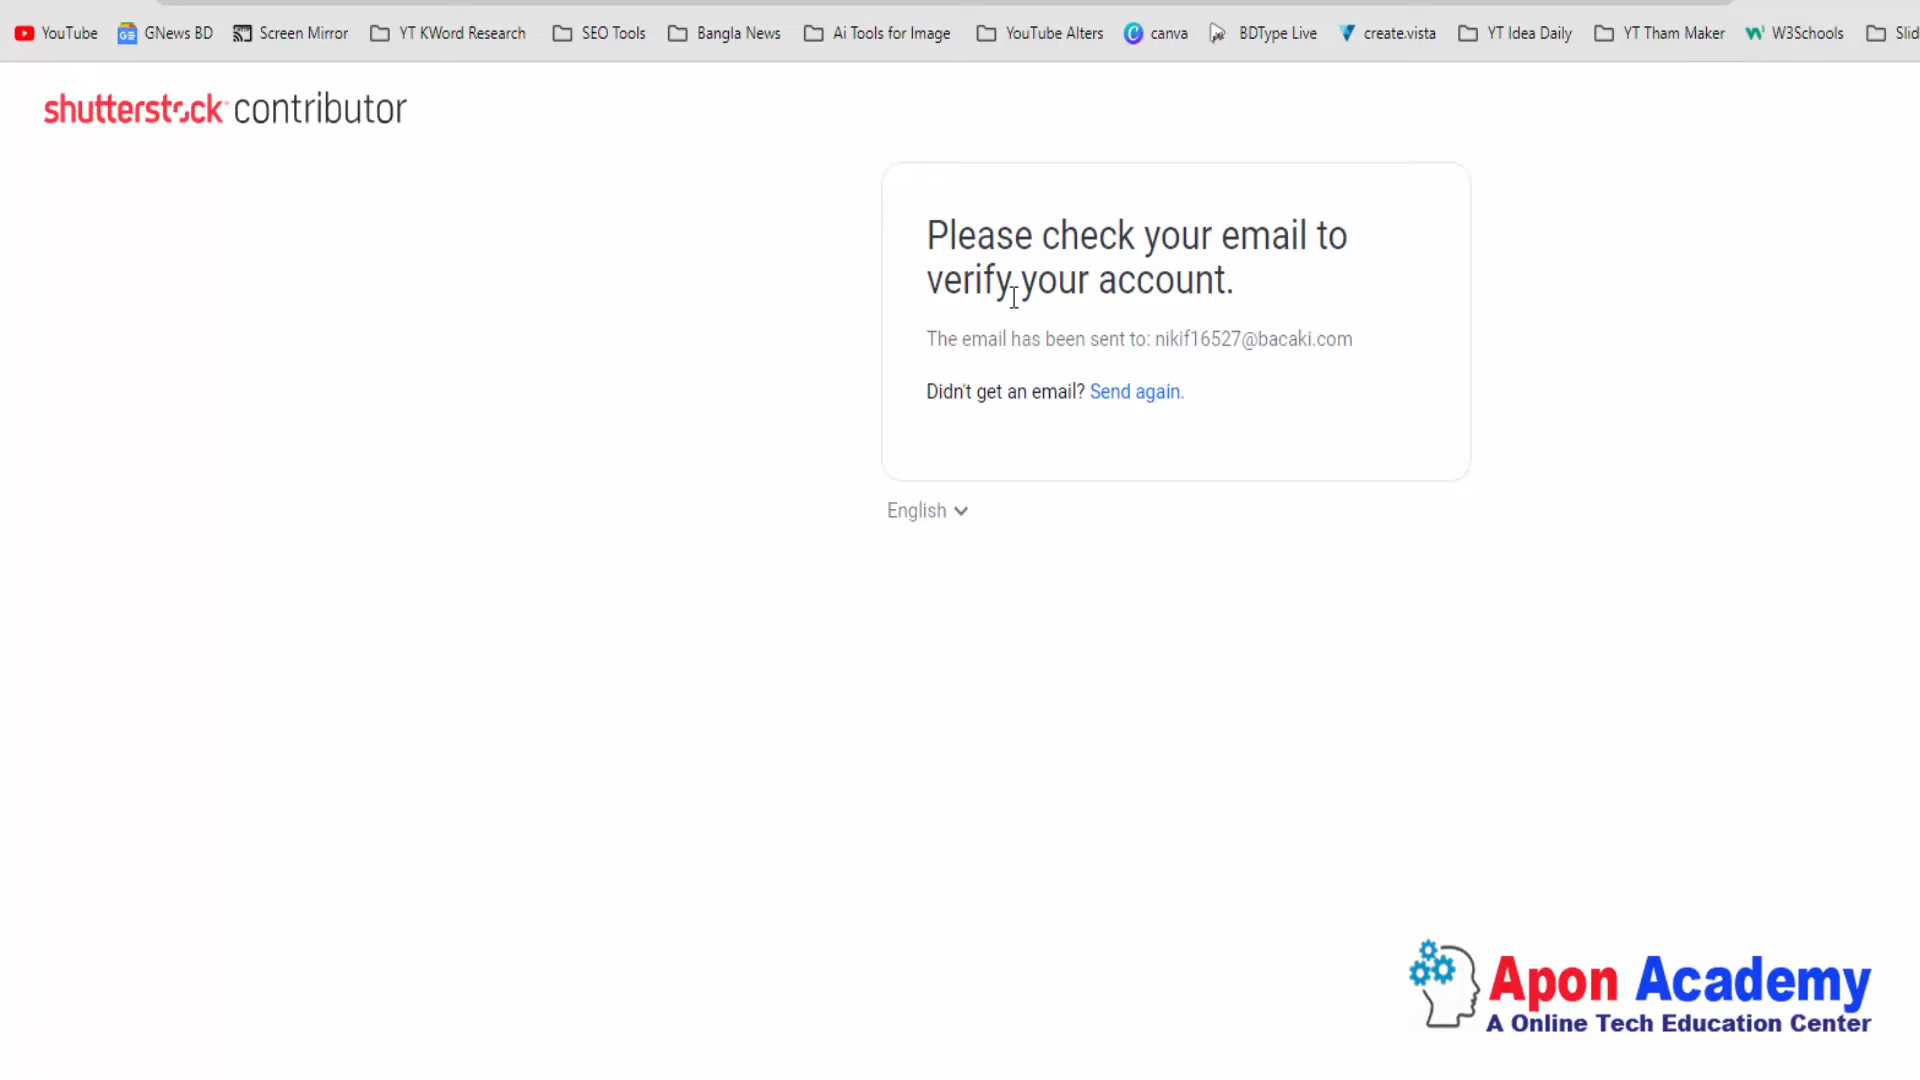 YouTube GNews BD Screen Mirror YT KWord Research SEO Tools Bangla News Ai Tools for Image YouTube Alters canva BDType Live create.vista YT Idea Daily YT Tham Maker W3Schools Slid
shutterstock contributor
Please check your email to
verify your account.
The email has been sent to: nikif16527@bacaki.com
Didn't get an email? Send again.
English
Apon Academy
A Online Tech Education Center